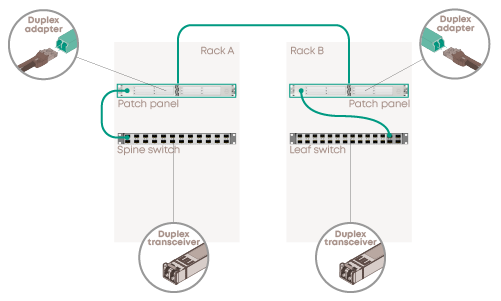 Duplex
adapter
Duplex
adapter
Rack A
Rack B
Patch panel
Patch panel
Spine switch
Leaf switch
Duplex
transceiver
Duplex
transceiver